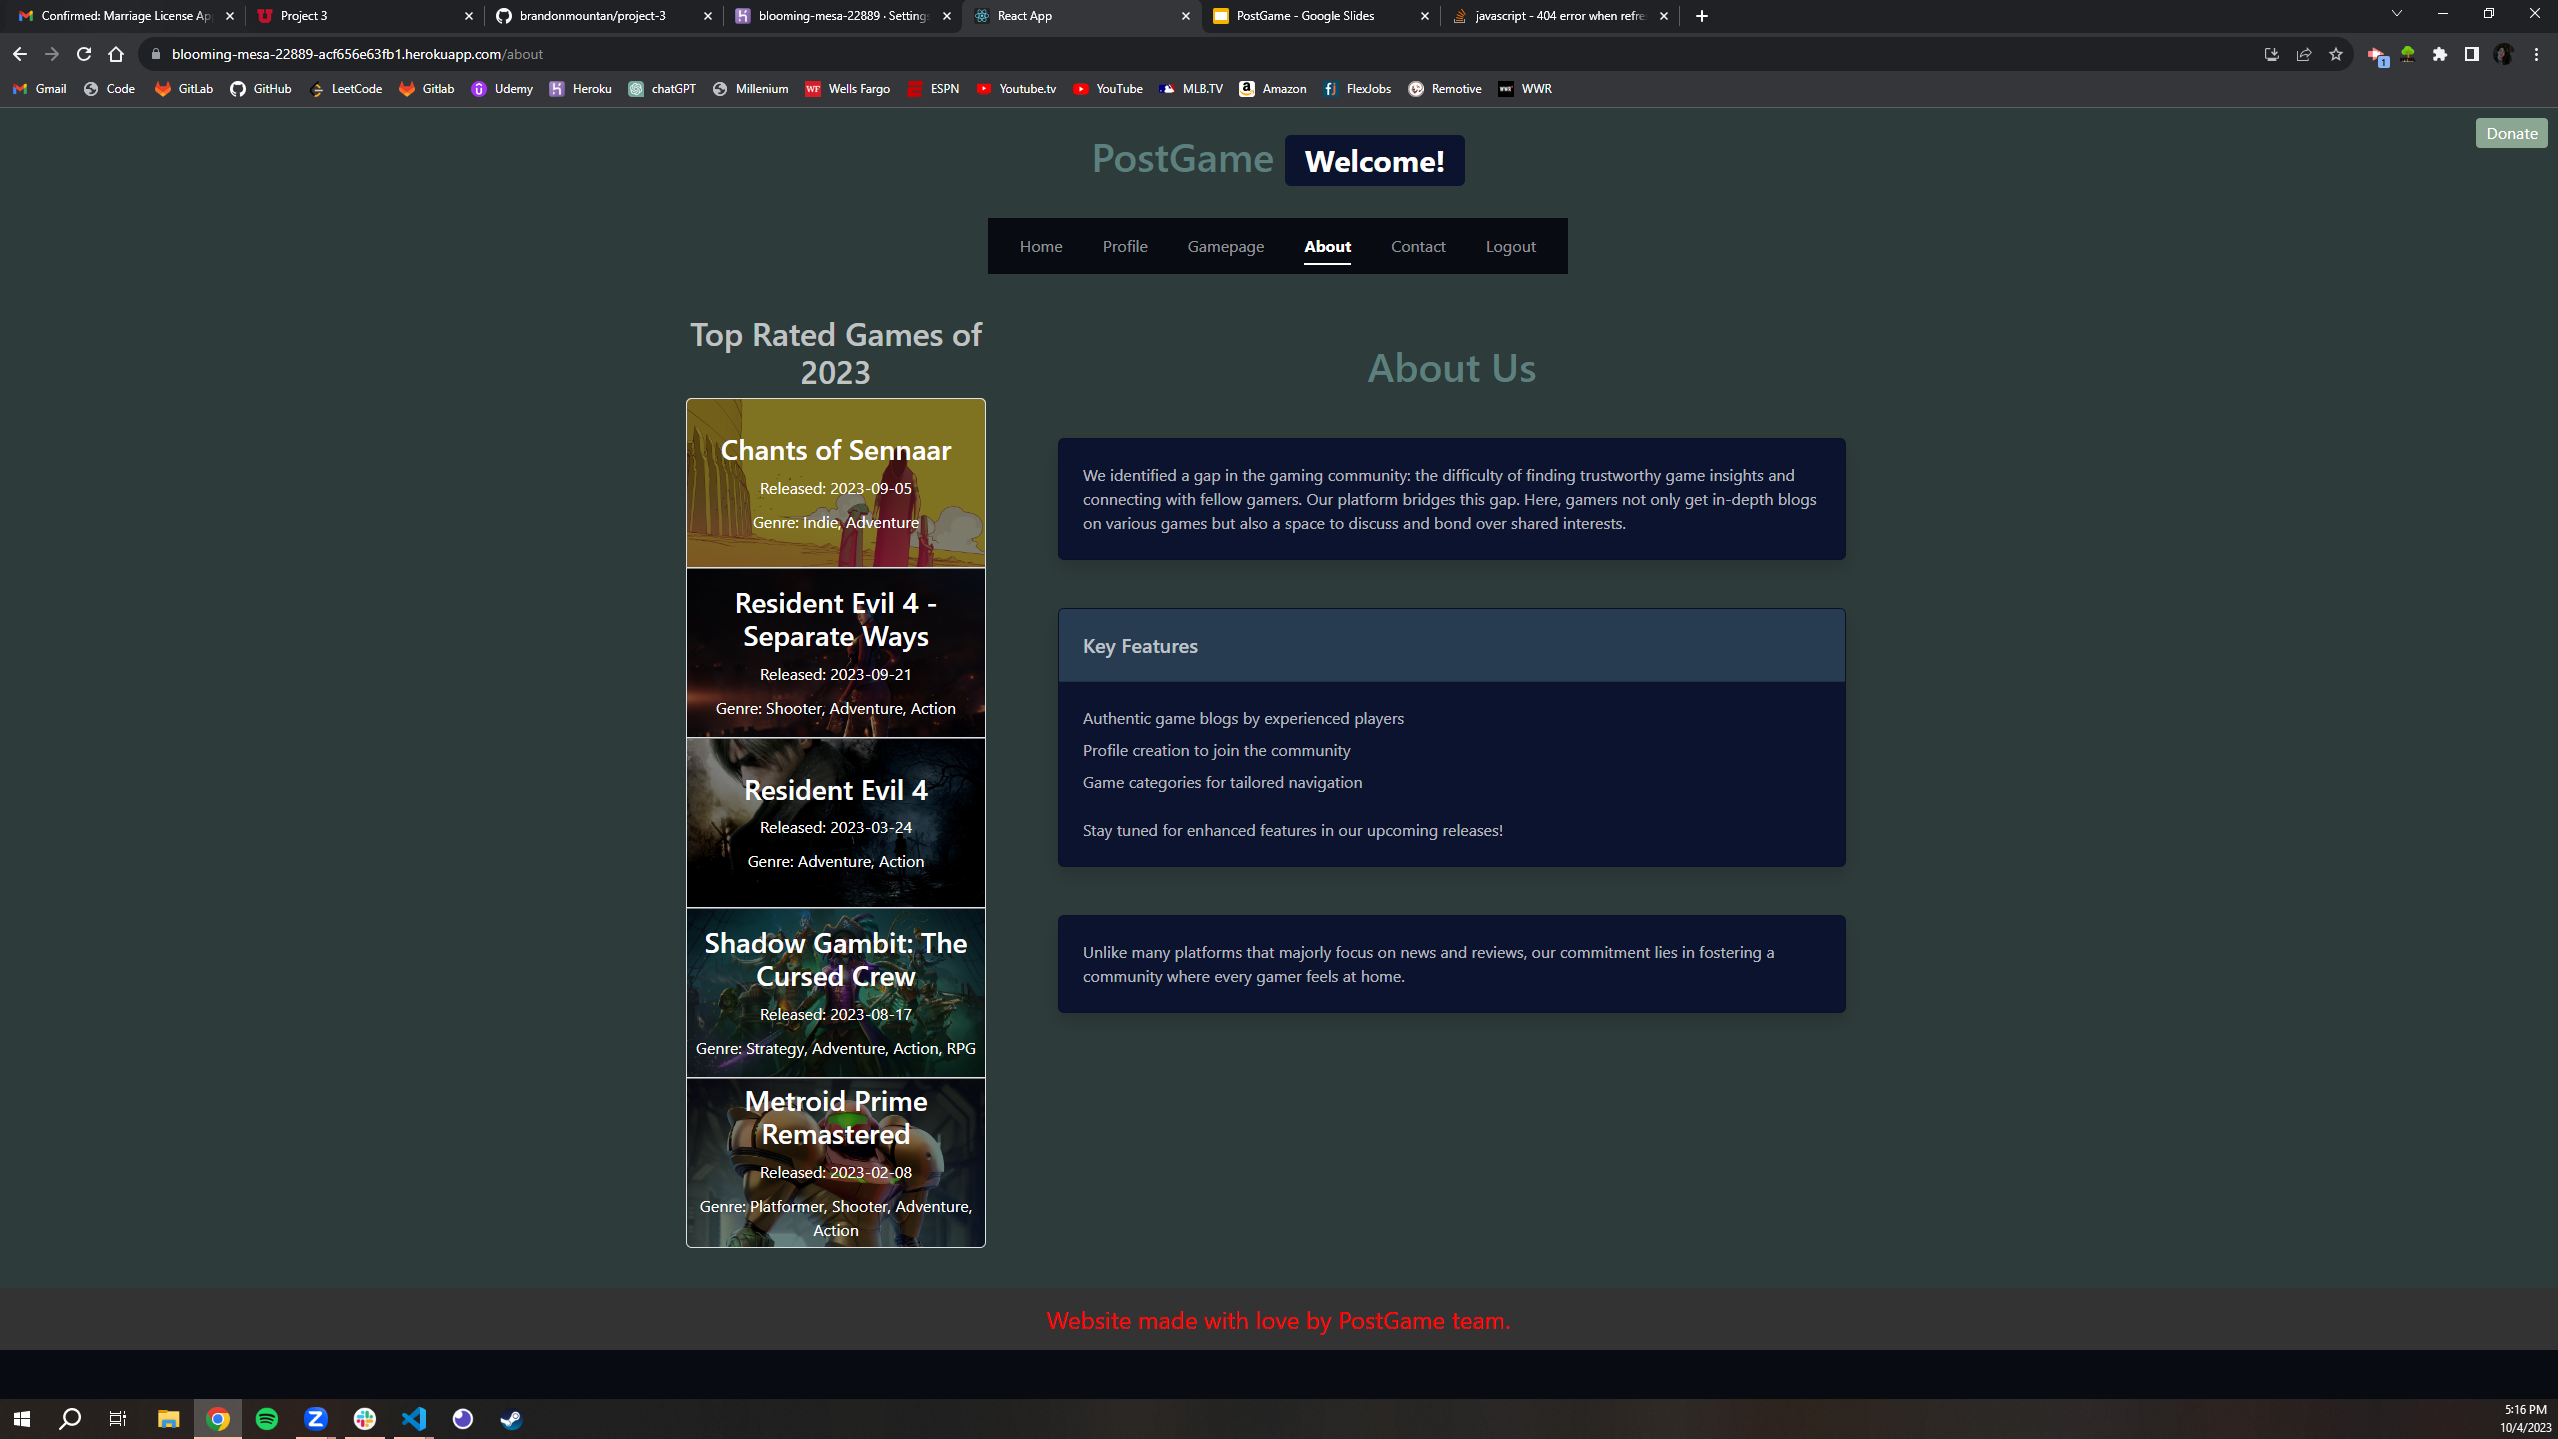 Confirmed: Marriage License Ap
Project 3
brandonmountan/project-3
blooming-mesa-22889 · Settings
React App
PostGame - Google Slides
javascript - 404 error when refre
blooming-mesa-22889-acf656e63fb1.herokuapp.com/about
1
Gmail
Code
GitLab
GitHub
LeetCode
Gitlab
Udemy
Heroku
chatGPT
Millenium
WF Wells Fargo
ESPN
Youtube.tv
YouTube
MLB.TV
Amazon
FlexJobs
Remotive
WWR
Donate
PostGame Welcome!
Home
Profile
Gamepage
About
Contact
Logout
Top Rated Games of
2023
Chants of Sennaar
Released: 2023-09-05
Genre: Indie, Adventure
Resident Evil 4 -
Separate Ways
Released: 2023-09-21
Genre: Shooter, Adventure, Action
Resident Evil 4
Released: 2023-03-24
Genre: Adventure, Action
Shadow Gambit: The
Cursed Crew
Released: 2023-08-17
Genre: Strategy, Adventure, Action, RPG
Metroid Prime
Remastered
Released: 2023-02-08
Genre: Platformer, Shooter, Adventure,
Action
About Us
We identified a gap in the gaming community: the difficulty of finding trustworthy game insights and
connecting with fellow gamers. Our platform bridges this gap. Here, gamers not only get in-depth blogs
on various games but also a space to discuss and bond over shared interests.
Key Features
Authentic game blogs by experienced players
Profile creation to join the community
Game categories for tailored navigation
Stay tuned for enhanced features in our upcoming releases!
Unlike many platforms that majorly focus on news and reviews, our commitment lies in fostering a
community where every gamer feels at home.
Website made with love by PostGame team.
5:16 PM
10/4/2023